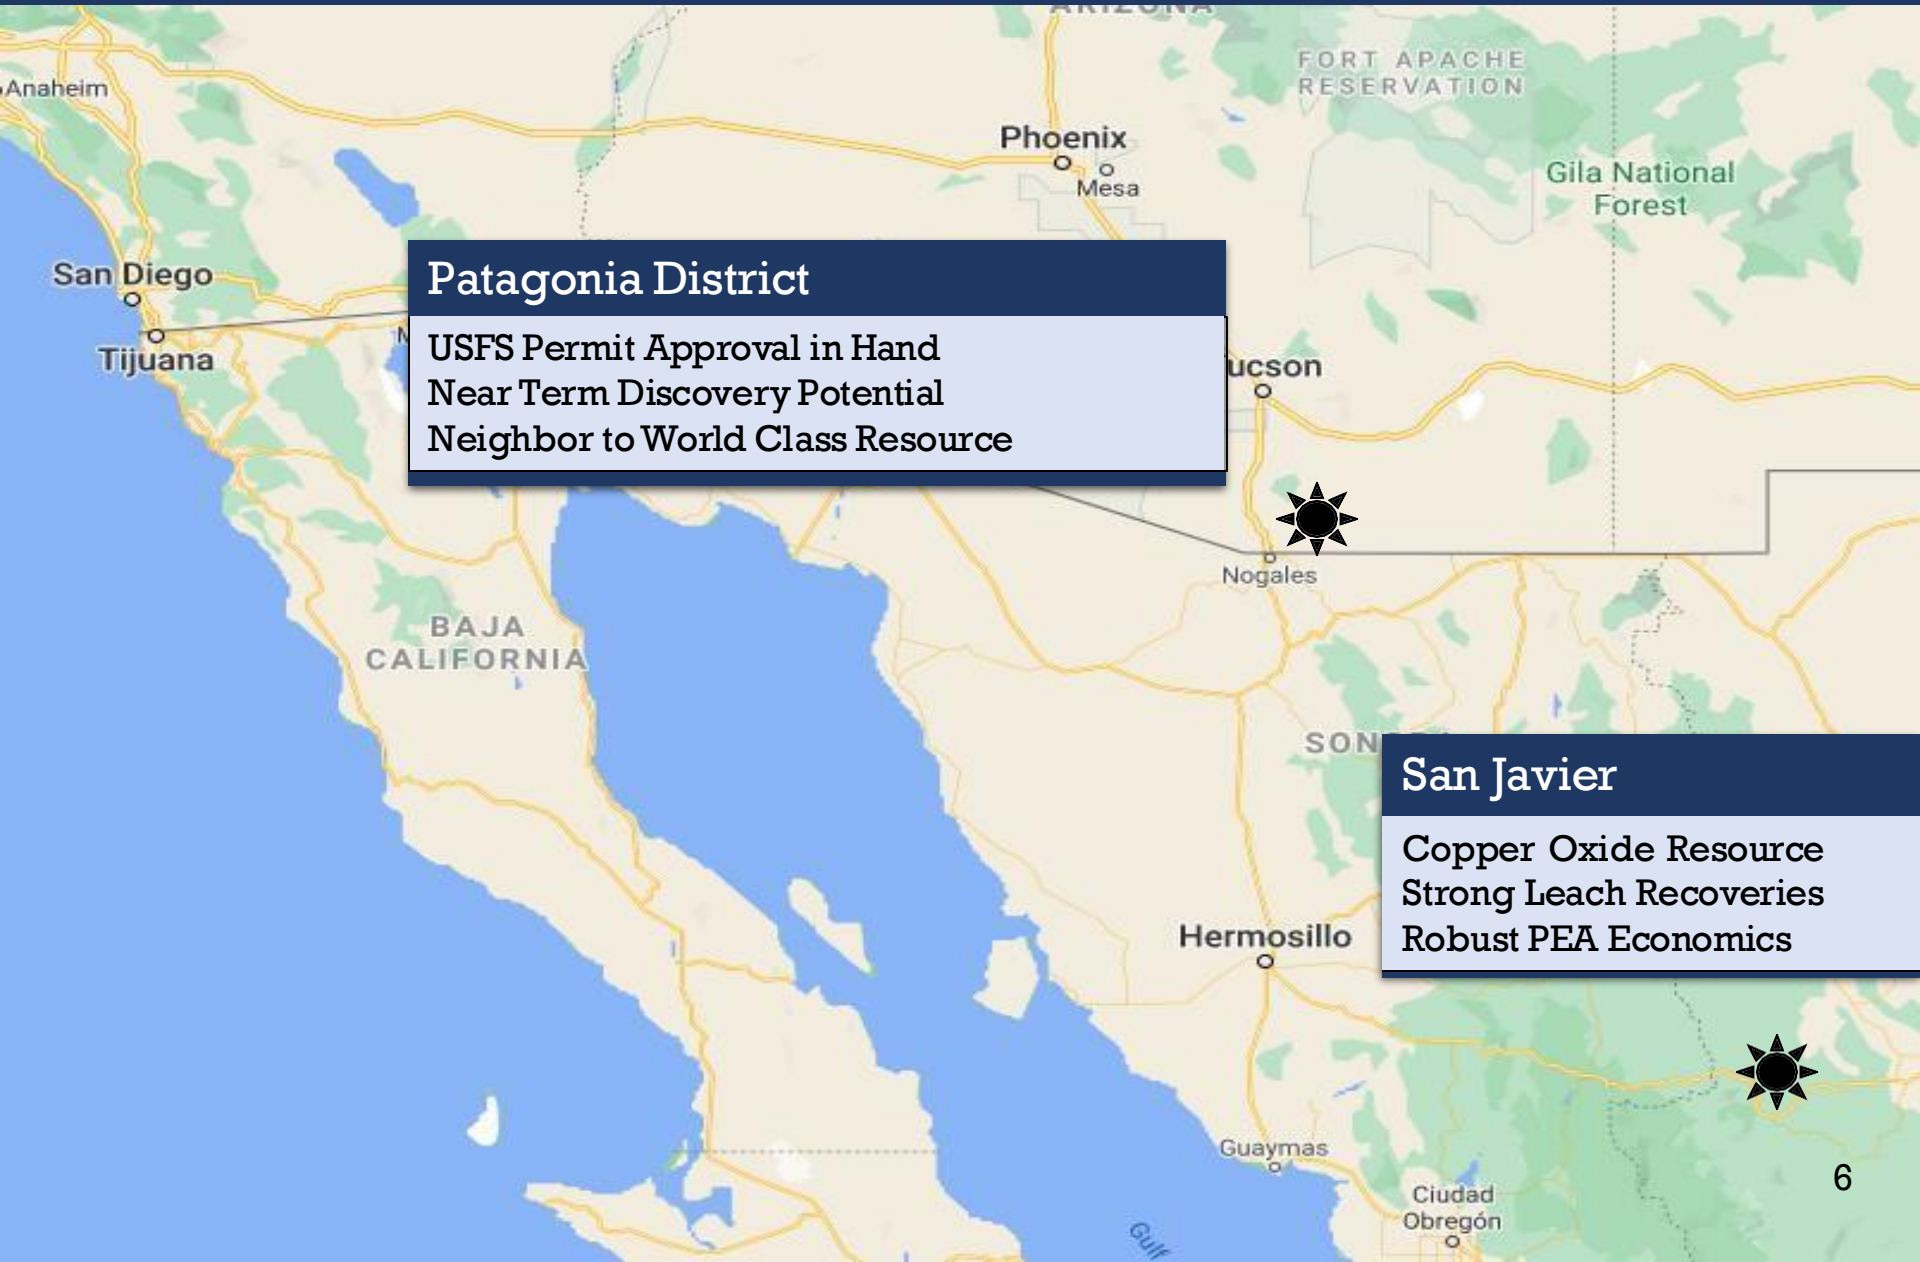 ARIZONA
FORT APACHE
RESERVATION
Anaheim
Phoenix
Mesa
Gila National
Forest
San Diego
Tijuana
Patagonia District
USFS Permit Approval in Hand
Near Term Discovery Potential
Neighbor to World Class Resource
ucson
Nogales
BAJA
CALIFORNIA
SON
San Javier
Copper Oxide Resource
Strong Leach Recoveries
Robust PEA Economics
Hermosillo
Guaymas
Ciudad
Obregón
Gulf
6